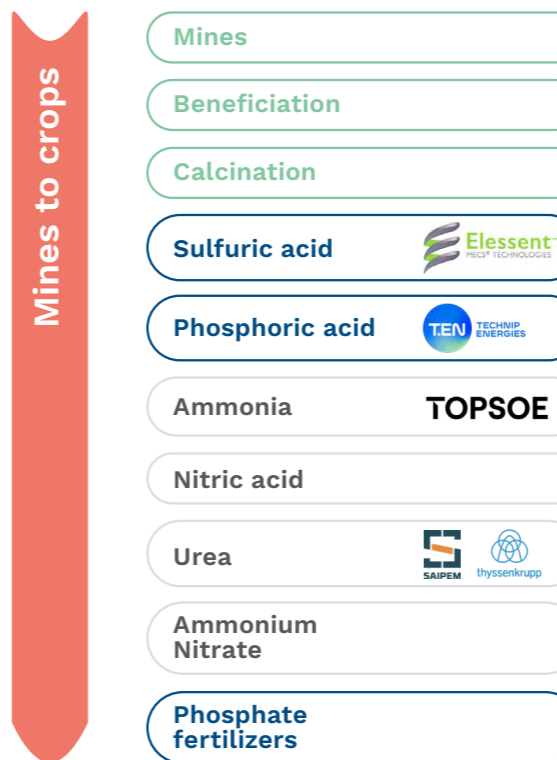 Mines to crops
Mines
Beneficiation
Calcination
Sulfuric acid
Elessent™
MECS® TECHNOLOGIES
Phosphoric acid
T.EN
TECHNIP
ENERGIES
Ammonia
TOPSOE
Nitric acid
Urea
SAIPEM
thyssenkrupp
Ammonium
Nitrate
Phosphate
fertilizers